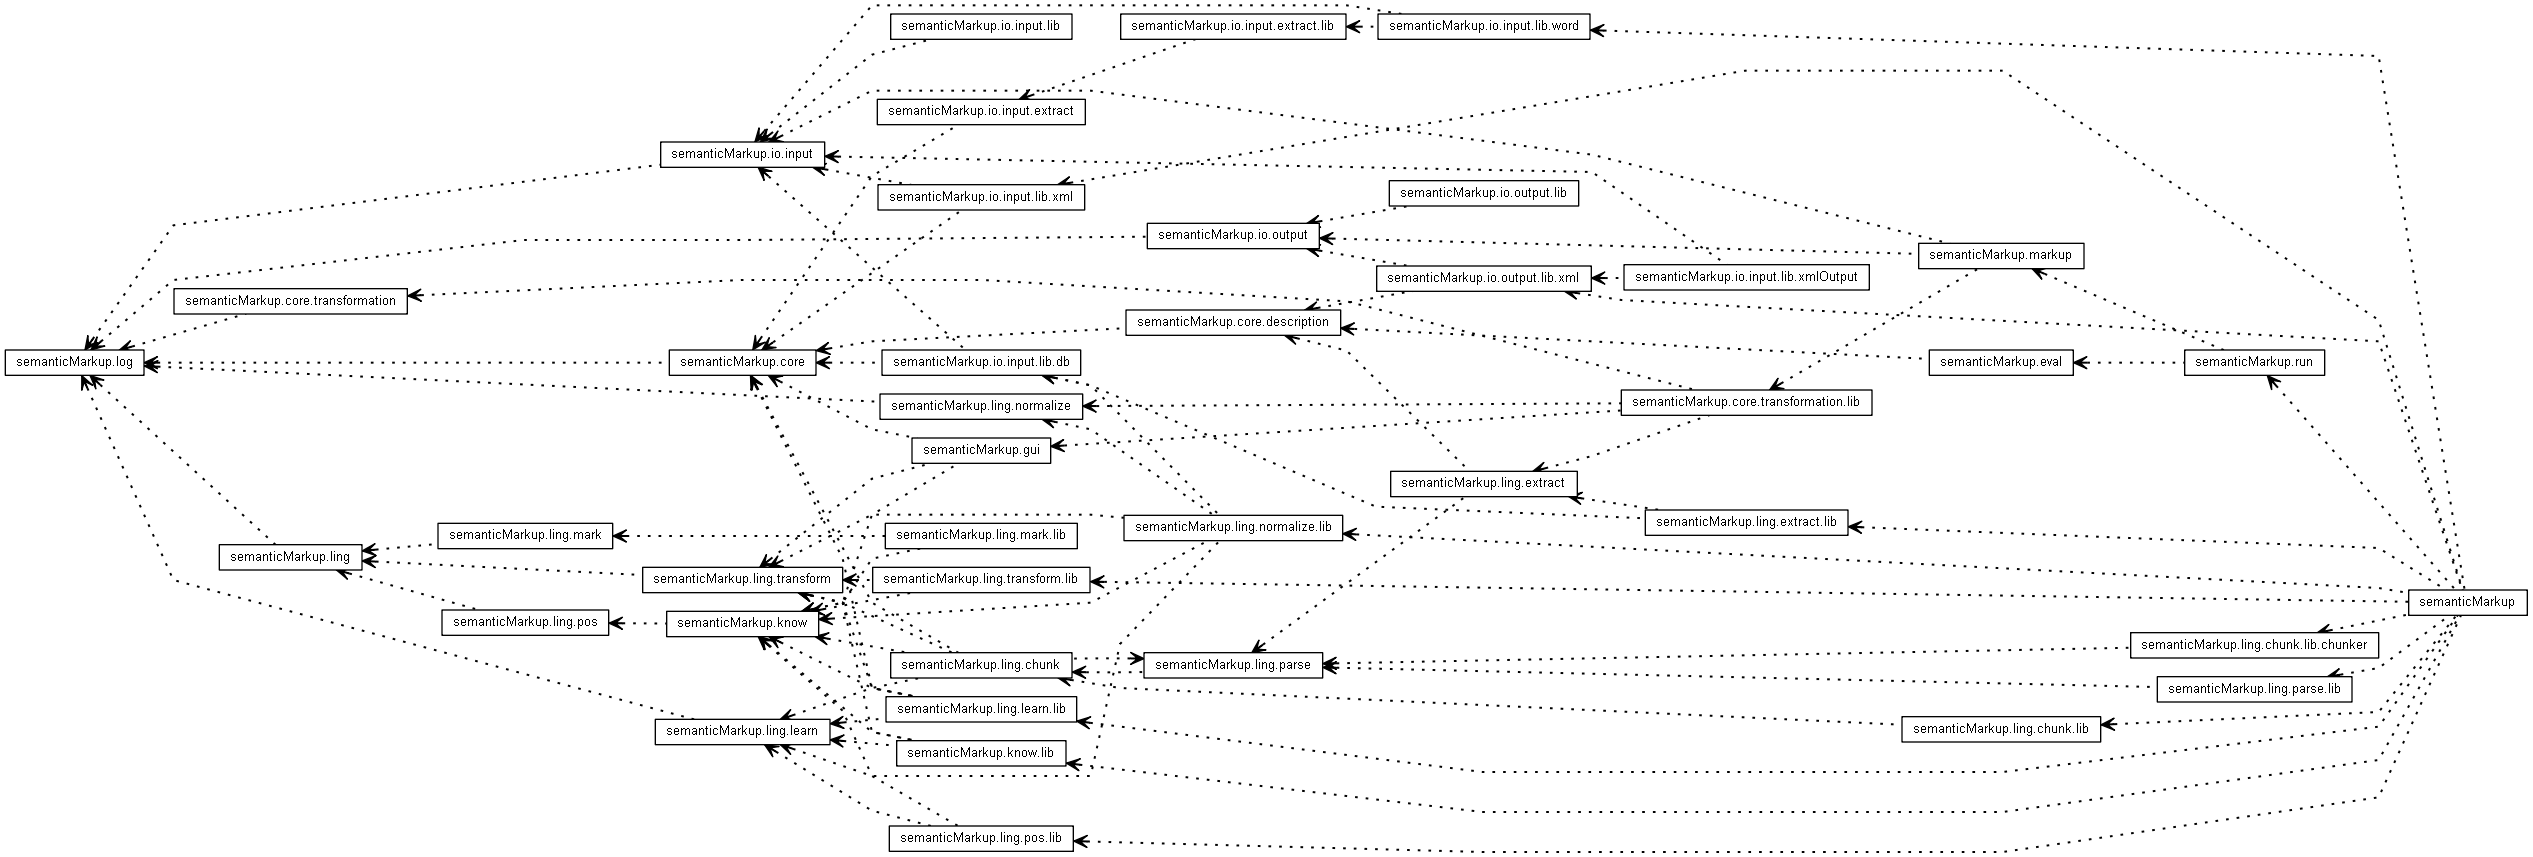 semanticMarkup.io.input.lib
semanticMarkup.io.input.extract.lib
semanticMarkup.io.input.lib.word
semanticMarkup.io.input.extract
semanticMarkup.io.input
semanticMarkup.io.input.lib.xml
semanticMarkup.io.output.lib
semanticMarkup.io.output
semanticMarkup.markup
semanticMarkup.io.output.lib.xml
semanticMarkup.io.input.lib.xmlOutput
semanticMarkup.core.transformation
semanticMarkup.core.description
semanticMarkup.log
semanticMarkup.core
semanticMarkup.io.input.lib.db
semanticMarkup.eval
semanticMarkup.run
semanticMarkup.ling.normalize
semanticMarkup.core.transformation.lib
semanticMarkup.gui
semanticMarkup.ling.extract
semanticMarkup.ling.extract.lib
semanticMarkup.ling.normalize.lib
semanticMarkup.ling.mark
semanticMarkup.ling.mark.lib
semanticMarkup.ling
semanticMarkup.ling.transform
semanticMarkup.ling.transform.lib
semanticMarkup
semanticMarkup.ling.pos
semanticMarkup.know
semanticMarkup.ling.chunk.lib.chunker
semanticMarkup.ling.chunk
semanticMarkup.ling.parse
semanticMarkup.ling.parse.lib
semanticMarkup.ling.learn.lib
semanticMarkup.ling.chunk.lib
semanticMarkup.ling.learn
semanticMarkup.know.lib
semanticMarkup.ling.pos.lib